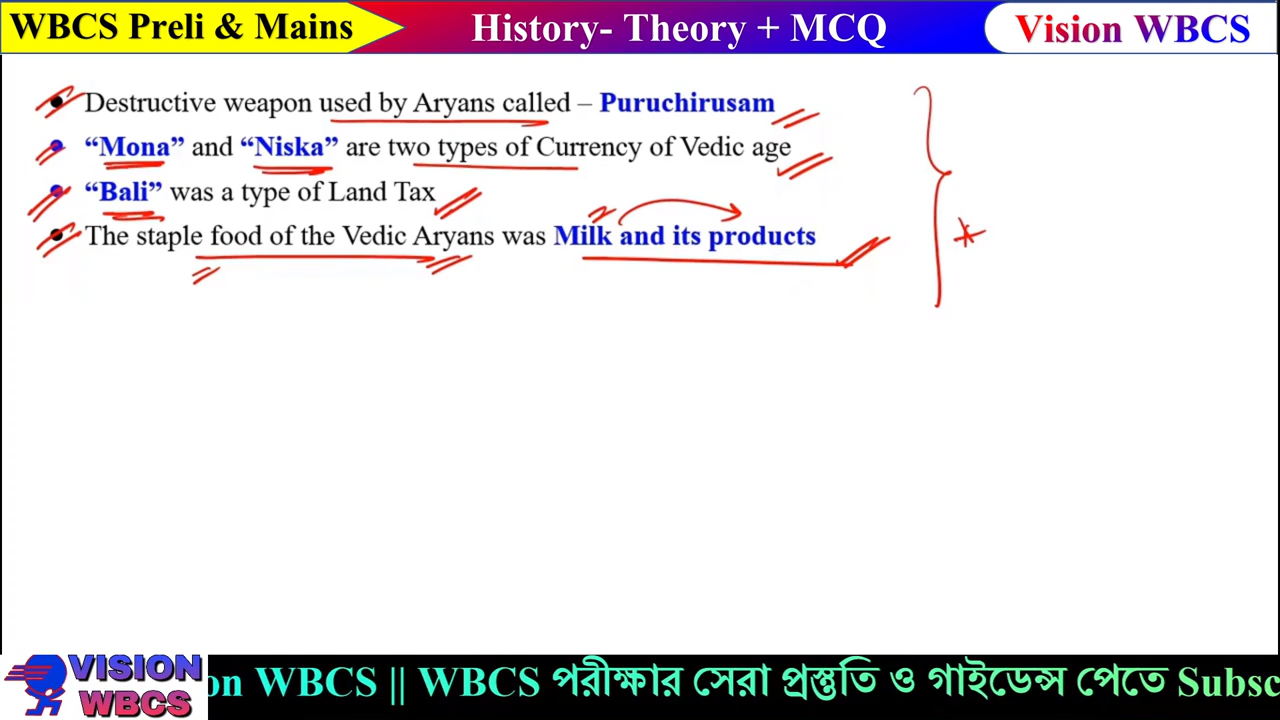 WBCS Preli & Mains
History- Theory + MCQ
Vision WBCS
Destructive weapon used by Aryans called – Puruchirusam
“Mona” and “Niska” are two types of Currency of Vedic age
“Bali” was a type of Land Tax
The staple food of the Vedic Aryans was Milk and its products
VISION
WBCS
on WBCS || WBCS পরীক্ষার সেরা প্রস্তুতি ও গাইডেন্স পেতে Subsc